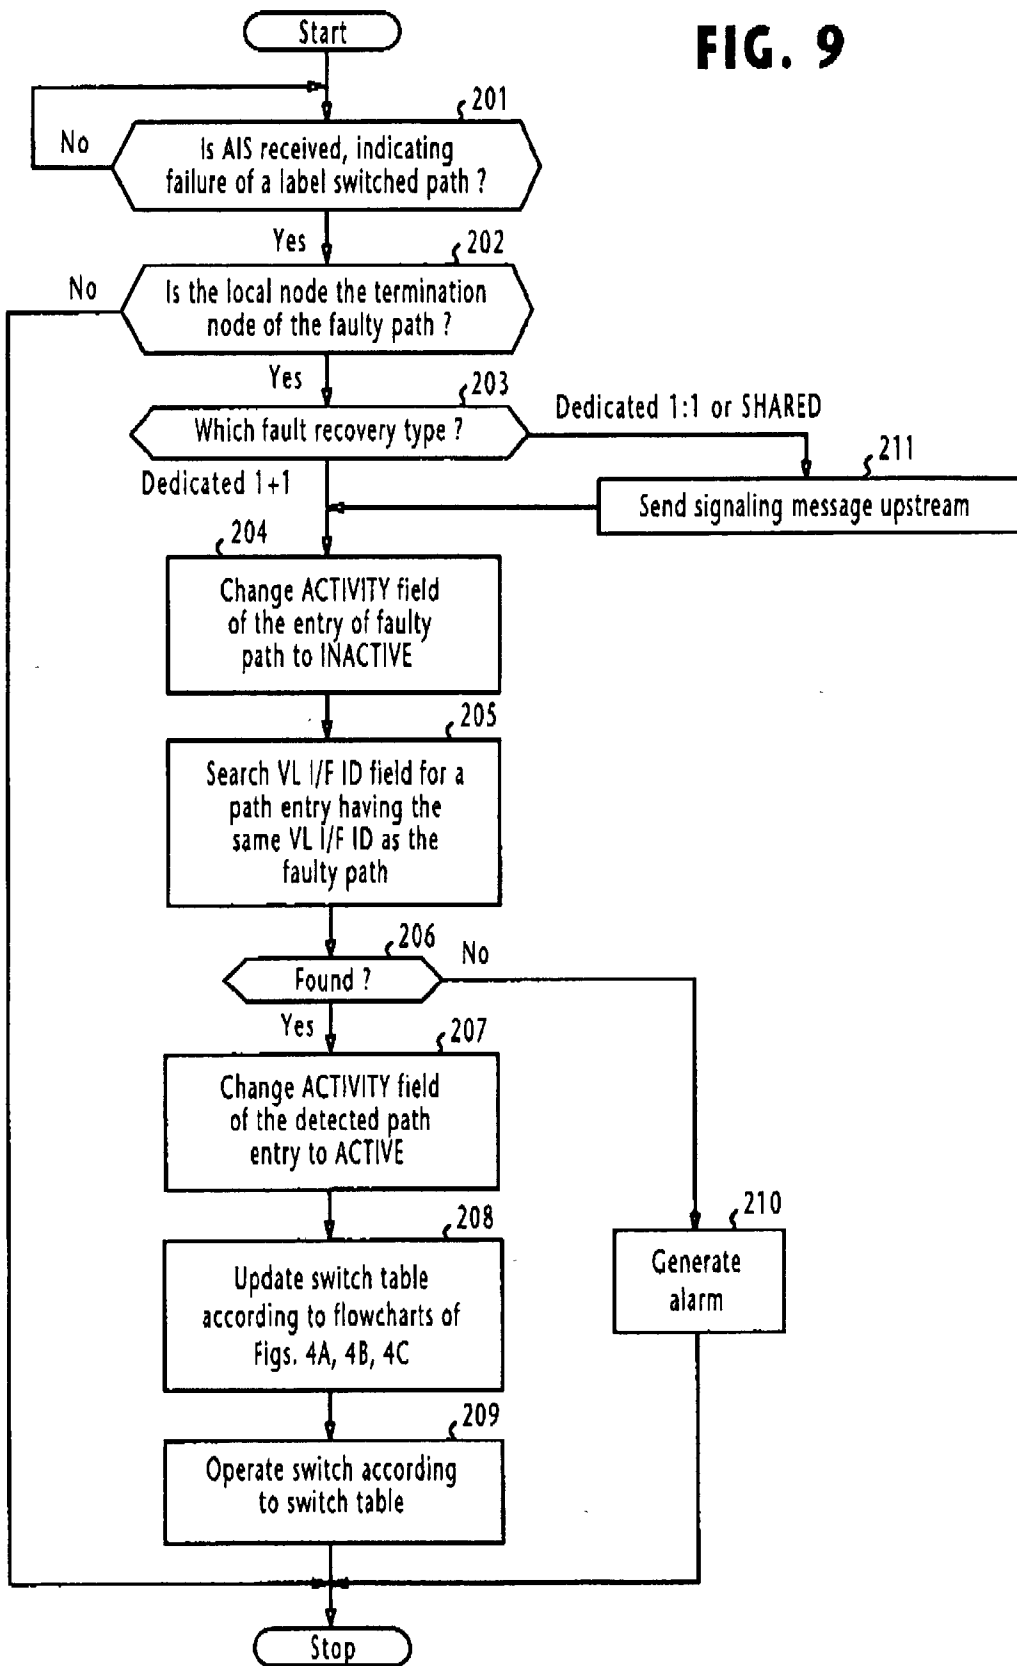 Start
FIG. 9
201
Is AIS received, indicating
failure of a label switched path ?
No
Yes
202
Is the local node the termination
node of the faulty path ?
No
Yes
203
Which fault recovery type ?
Dedicated 1:1 or SHARED
211
Send signaling message upstream
Dedicated 1+1
204
Change ACTIVITY field
of the entry of faulty
path to INACTIVE
205
Search VL I/F ID field for a
path entry having the
same VL I/F ID as the
faulty path
206
Found ?
No
Yes
207
Change ACTIVITY field
of the detected path
entry to ACTIVE
208
Update switch table
according to flowcharts of
Figs. 4A, 4B, 4C
210
Generate
alarm
209
Operate switch according
to switch table
Stop